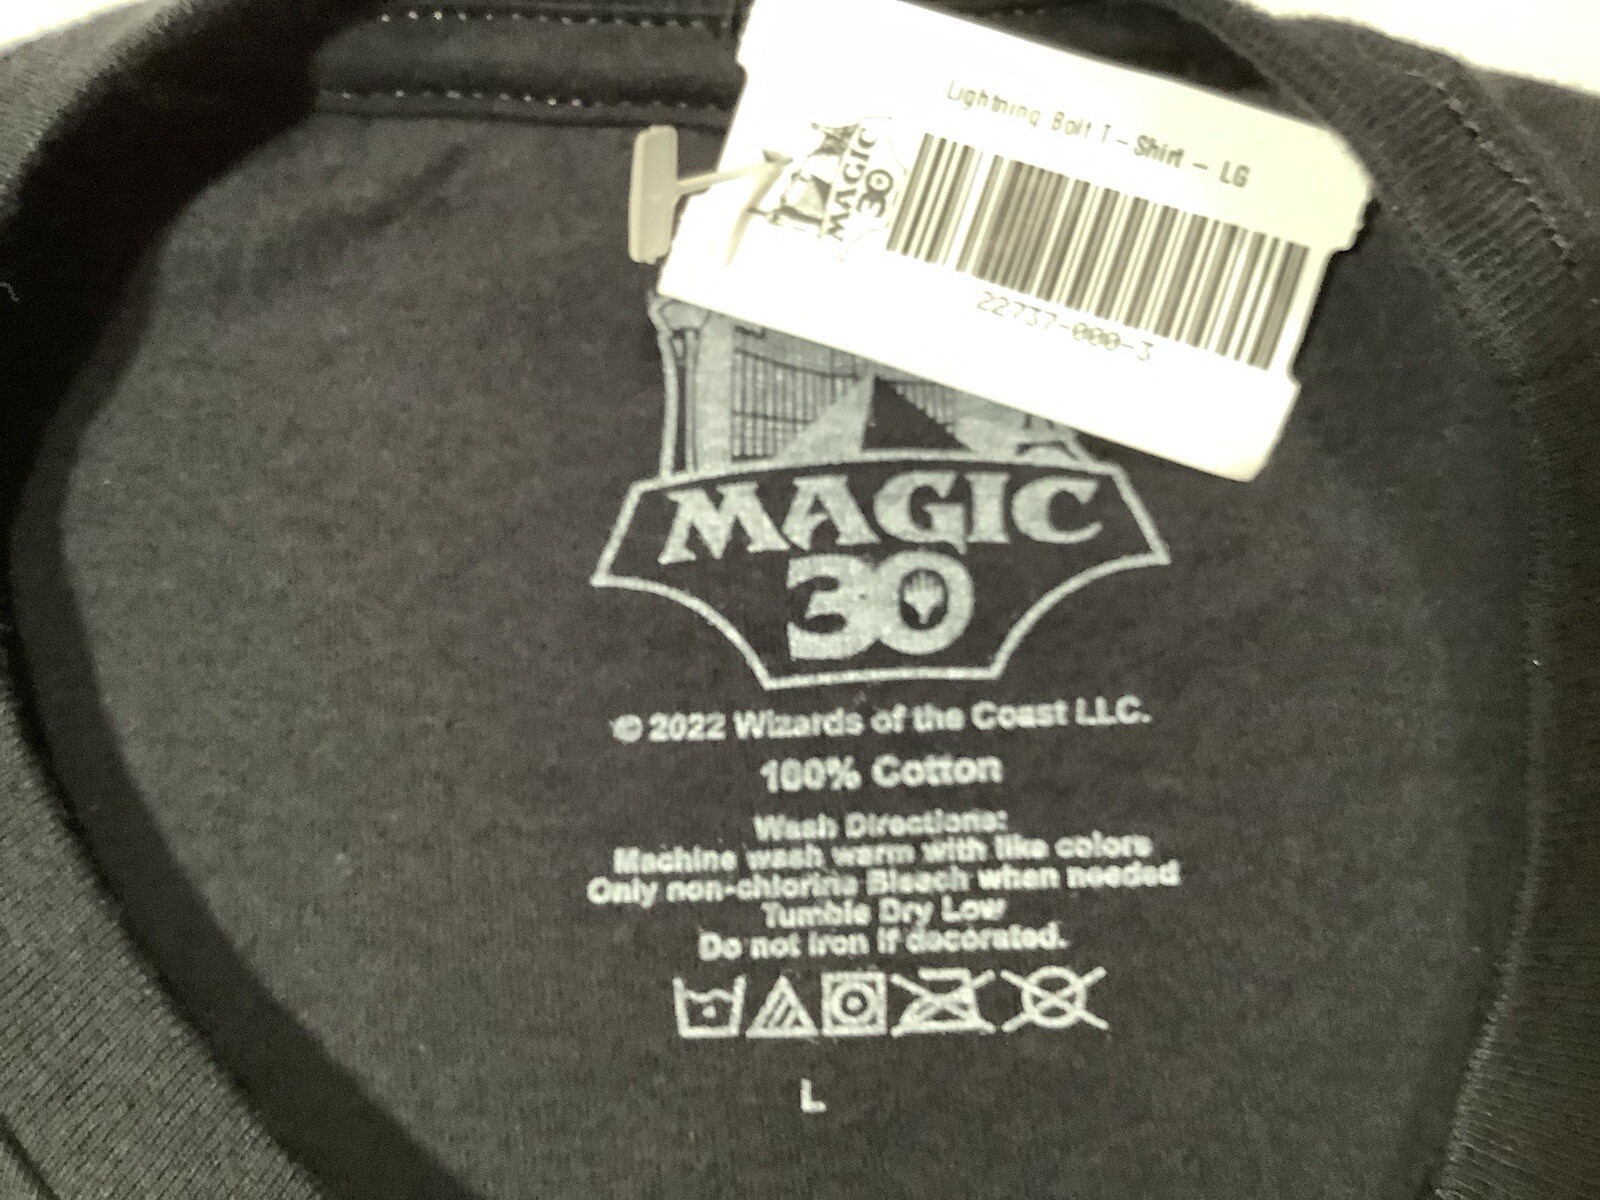 Lightning Bolt T-Shirt - LG
MAGIC
30
22737-000-3
MAGIC
30
© 2022 Wizards of the Coast LLC.
100% Cotton
Wash Directions:
Machine wash warm with like colors
Only non-chlorine Bleach when needed
Tumble Dry Low
Do not iron if decorated.
L